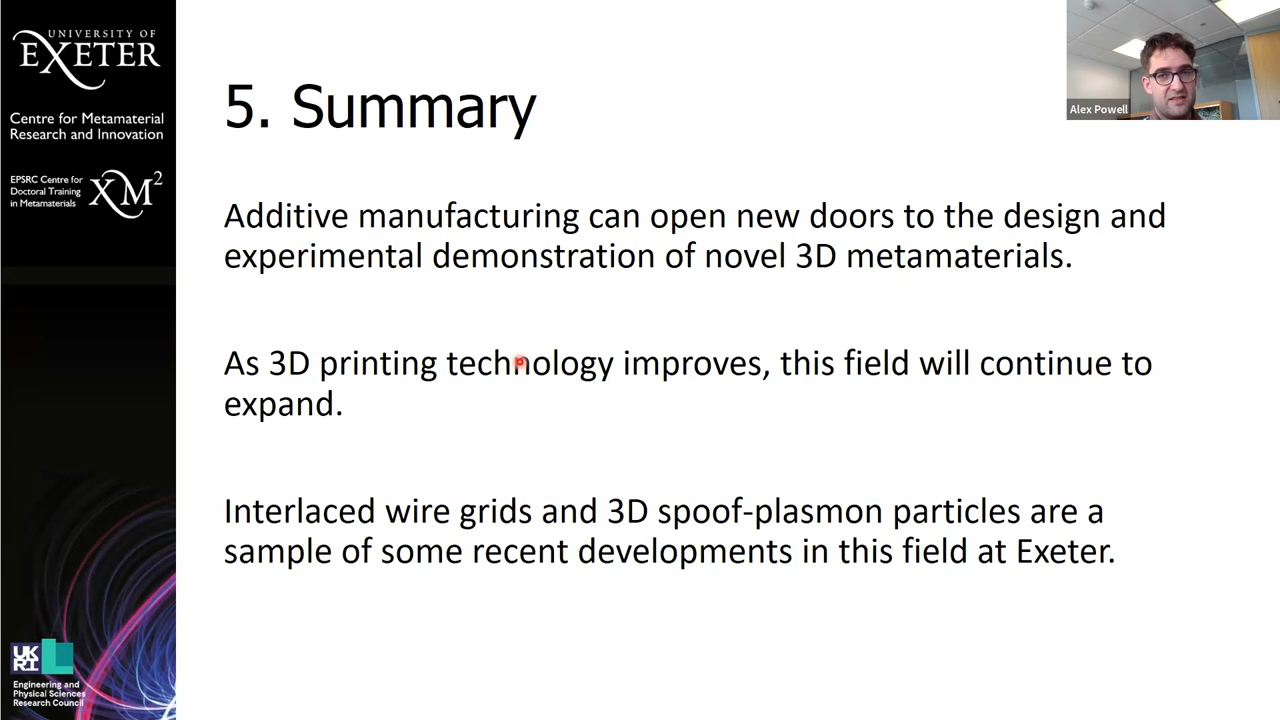 UNIVERSITY OF
EXETER
Centre for Metamaterial
Research and Innovation
EPSRC Centre for
Doctoral Training
in Metamaterials
XM²
5. Summary
Alex Powell
Additive manufacturing can open new doors to the design and
experimental demonstration of novel 3D metamaterials.
As 3D printing technology improves, this field will continue to
expand.
Interlaced wire grids and 3D spoof-plasmon particles are a
sample of some recent developments in this field at Exeter.
UK
RI
Engineering and
Physical Sciences
Research Council